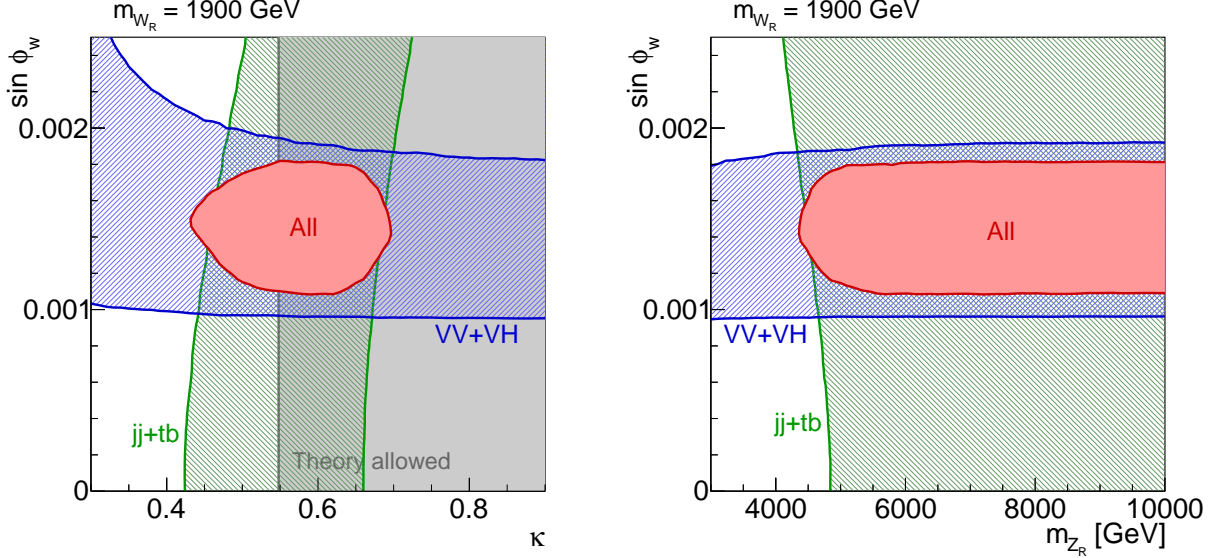 m_{W_R} = 1900 GeV
sin ϕ_w
0.002
0.001
0
0.4
0.6
0.8
κ
All
VV+VH
jj+tb
Theory allowed
m_{W_R} = 1900 GeV
sin ϕ_w
0.002
0.001
0
4000
6000
8000
10000
m_{Z_R} [GeV]
All
VV+VH
jj+tb